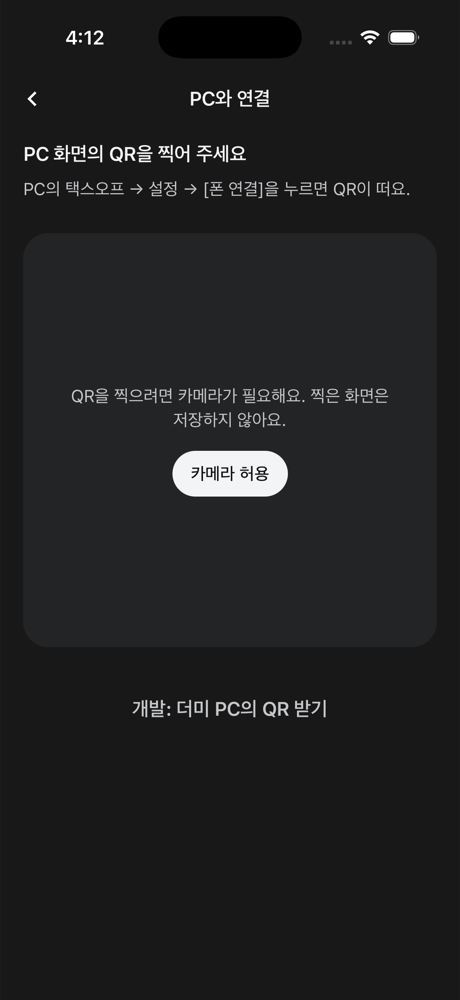 4:12
PC와 연결
PC 화면의 QR을 찍어 주세요
PC의 택스오프 → 설정 → [폰 연결]을 누르면 QR이 떠요.
QR을 찍으려면 카메라가 필요해요. 찍은 화면은
저장하지 않아요.
카메라 허용
개발: 더미 PC의 QR 받기